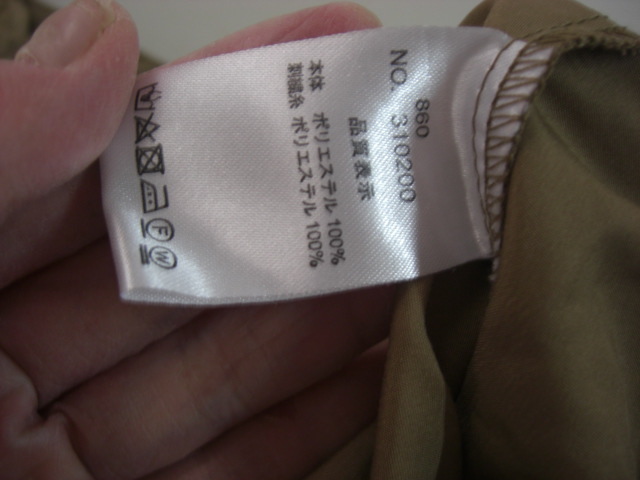 860
NO. 310200
品質表示
本体 ポリエステル 100%
刺繍糸 ポリエステル 100%
F W